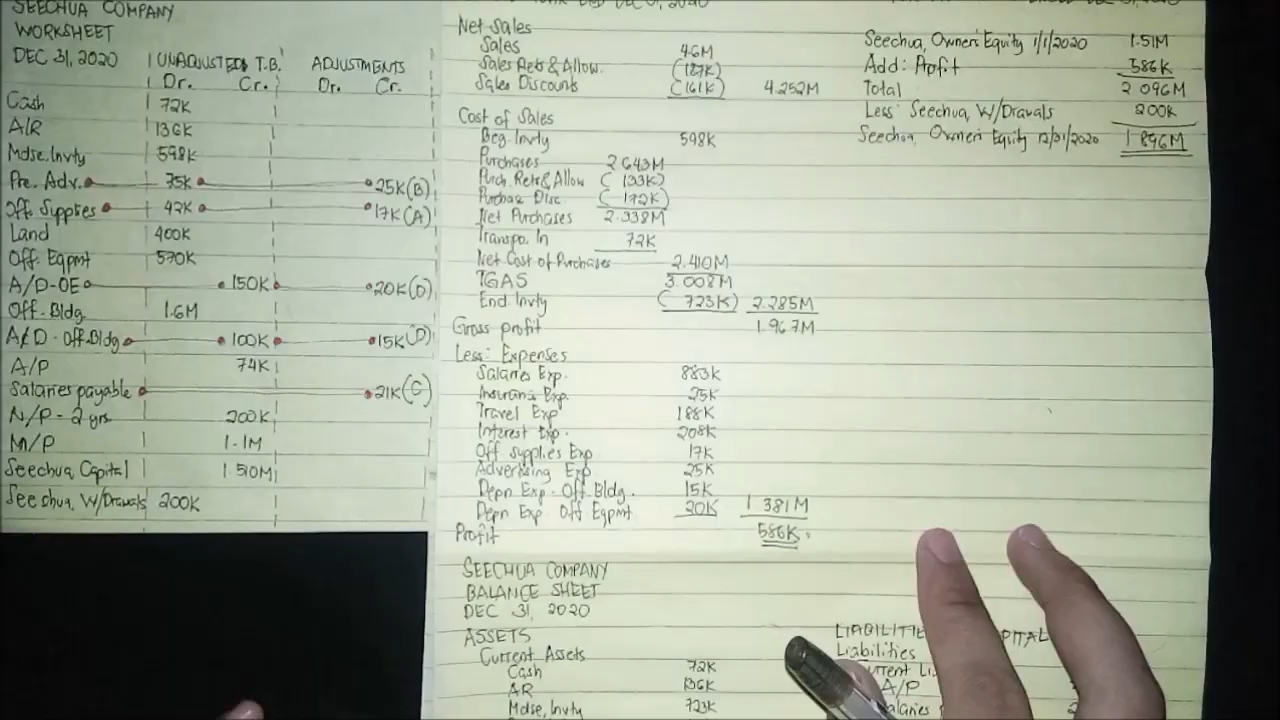 SEECHUA COMPANY
WORKSHEET
DEC 31, 2020 UNADJUSTED T.B. ADJUSTMENTS
Dr. Cr. Dr. Cr.
Cash 72K
A/R 136K
Mdse. Invty 598K
Pre. Adv. 75K 25K(B)
Off Supplies 42K 17K(A)
Land 400K
Off. Eqpmt 570K
A/D-OE 150K 20K(D)
Off. Bldg 1.6M
A/D - Off. Bldg 100K 15K(D)
A/P 74K
Salaries payable 21K(C)
N/P - 2 yrs 200K
M/P 1.1M
Seechua, Capital 1.510M
Seechua, W/Drawals 200K
Net Sales
Sales 4.6M
Sales Rets & Allow. (187K)
Sales Discounts (161K) 4.252M
Cost of Sales
Beg. Invty 598K
Purchases 2.643M
Purch. Rets & Allow (133K)
Purchase Disc. (172K)
Net Purchases 2.338M
Transpo. In 72K
Net Cost of Purchases 2.410M
TGAS 3.008M
End. Invty (723K) 2.285M
Gross profit 1.967M
Less: Expenses
Salaries Exp. 883K
Insurance Exp. 25K
Travel Exp 188K
Interest Exp. 208K
Off Supplies Exp 17K
Advertising Exp 25K
Depn Exp - Off. Bldg. 15K
Depn Exp. Off Eqpmt 20K 1 381M
Profit 586K
SEECHUA COMPANY
BALANCE SHEET
DEC 31, 2020
ASSETS
Current Assets
Cash 72K
AR 136K
Mdse, Invty 723K
Seechua, Owner's Equity 1/1/2020 1.51M
Add: Profit 586K
Total 2 096M
Less: Seechua, W/Drawals 200K
Seechua, Owner's Equity 12/31/2020 1 896M
Liabilities
A/P